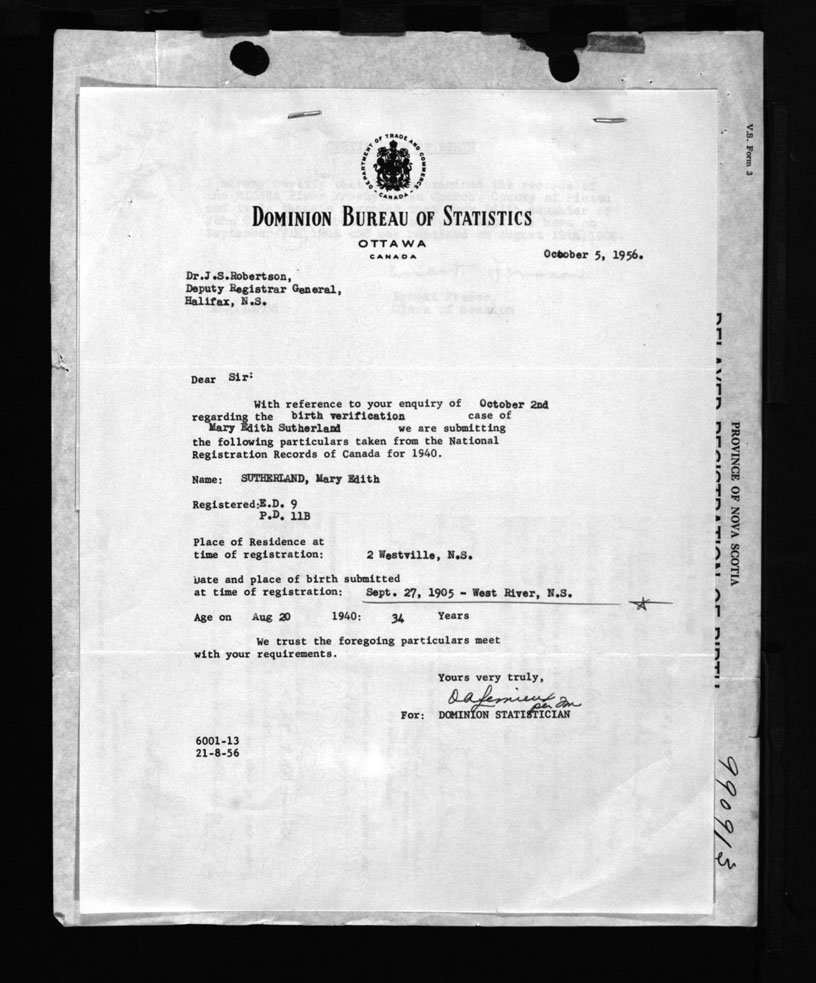 DEPARTMENT OF TRADE AND COMMERCE
CANADA
DOMINION BUREAU OF STATISTICS
OTTAWA
CANADA
October 5, 1956.
Dr.J.S.Robertson,
Deputy Registrar General,
Halifax, N.S.
Dear Sir:
With reference to your enquiry of October 2nd
regarding the birth verification case of
Mary Edith Sutherland we are submitting
the following particulars taken from the National
Registration Records of Canada for 1940.
Name: SUTHERLAND, Mary Edith
Registered:E.D. 9
P.D. 11B
Place of Residence at
time of registration: 2 Westville, N.S.
Date and place of birth submitted
at time of registration: Sept. 27, 1905 - West River, N.S.
Age on Aug 20 1940: 34 Years
We trust the foregoing particulars meet
with your requirements.
Yours very truly,
per
For: DOMINION STATISTICIAN
6001-13
21-8-56
V.S. Form 3
PROVINCE OF NOVA SCOTIA
DELAYED REGISTRATION OF BIRTH
990913